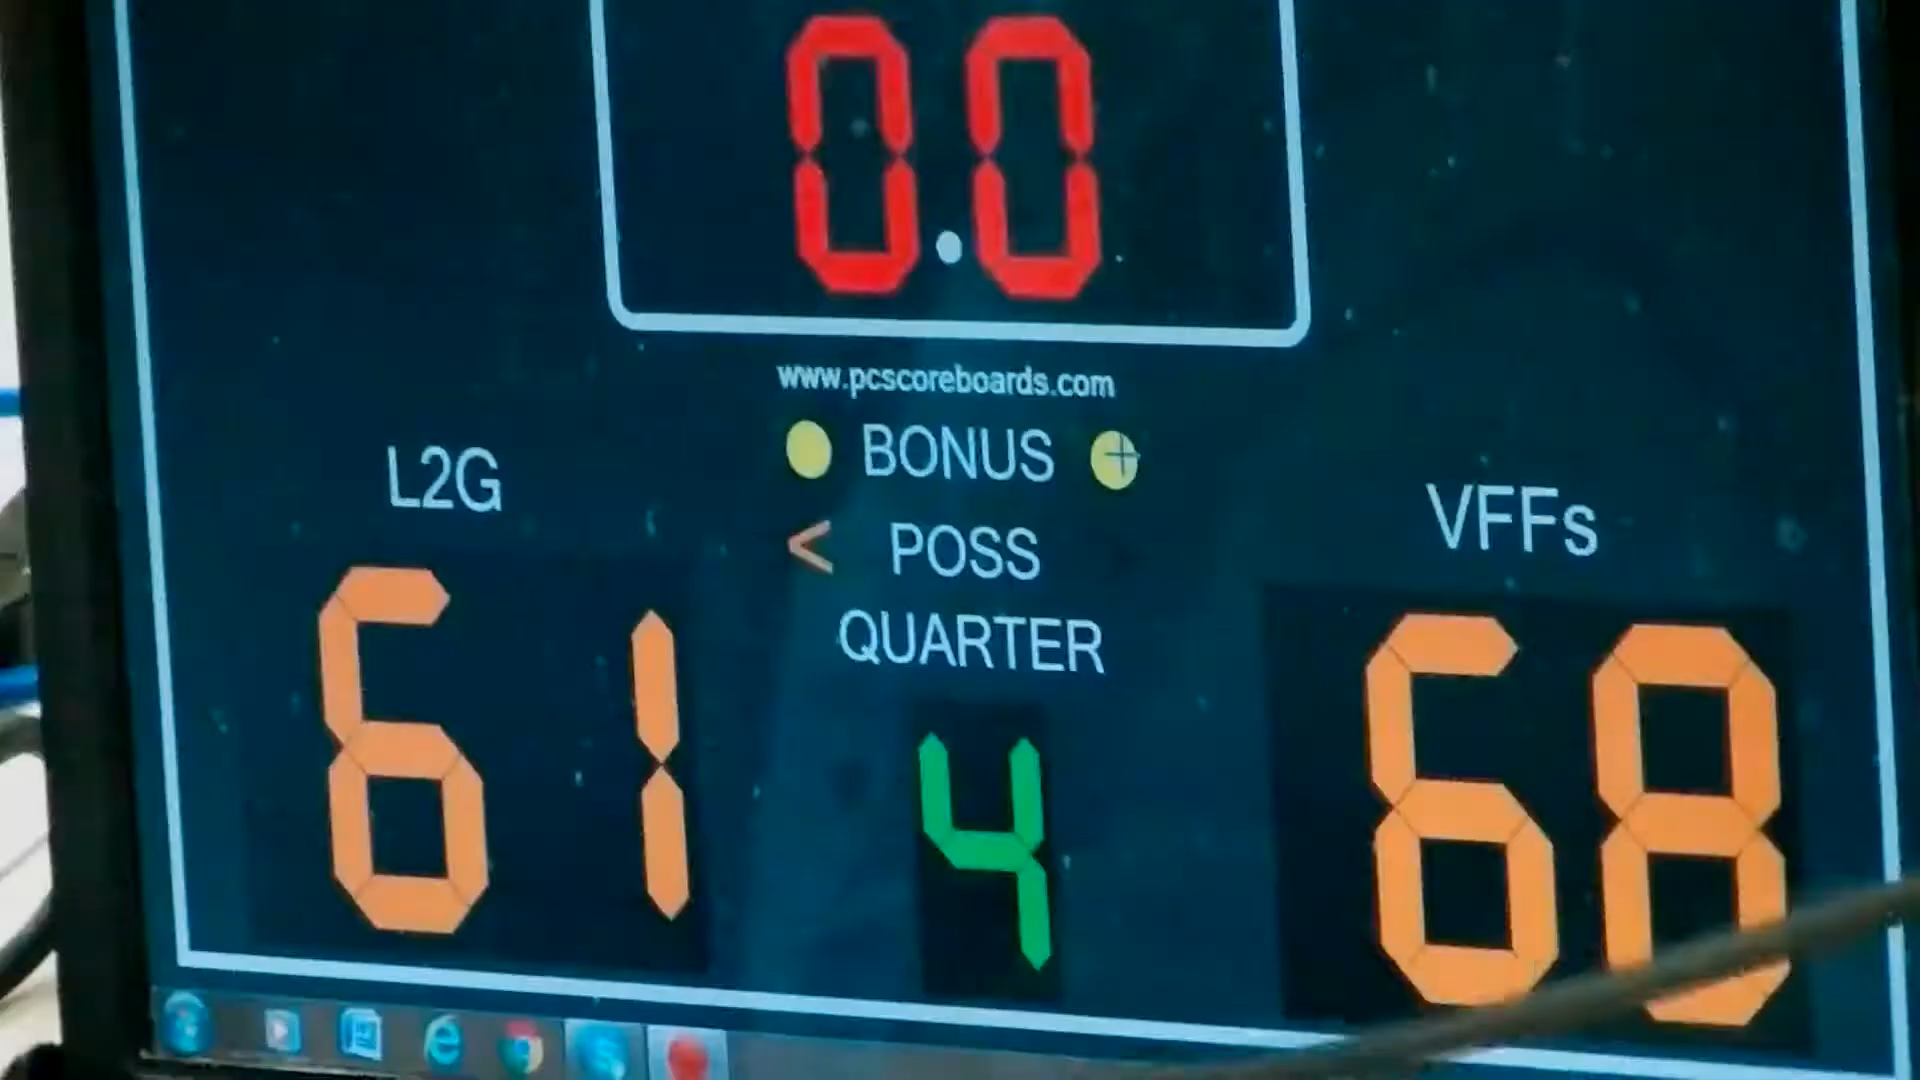 0.0
www.pcscoreboards.com
BONUS
L2G
VFFs
< POSS
QUARTER
61
4
68